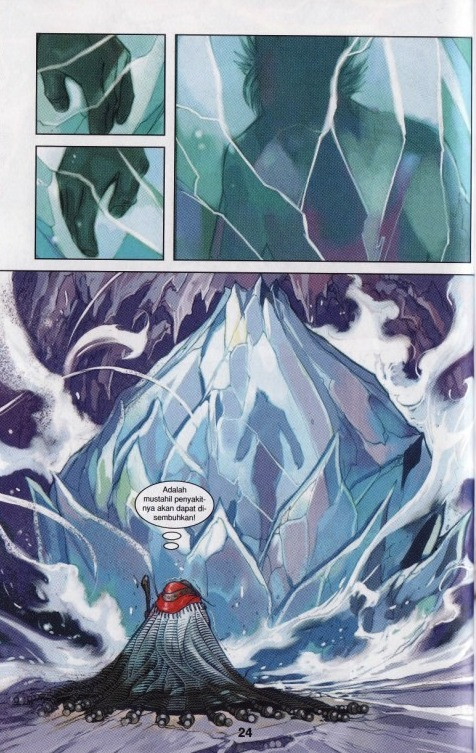 Adalah
mustahil penyakit-
nya akan dapat di-
sembuhkan!
24